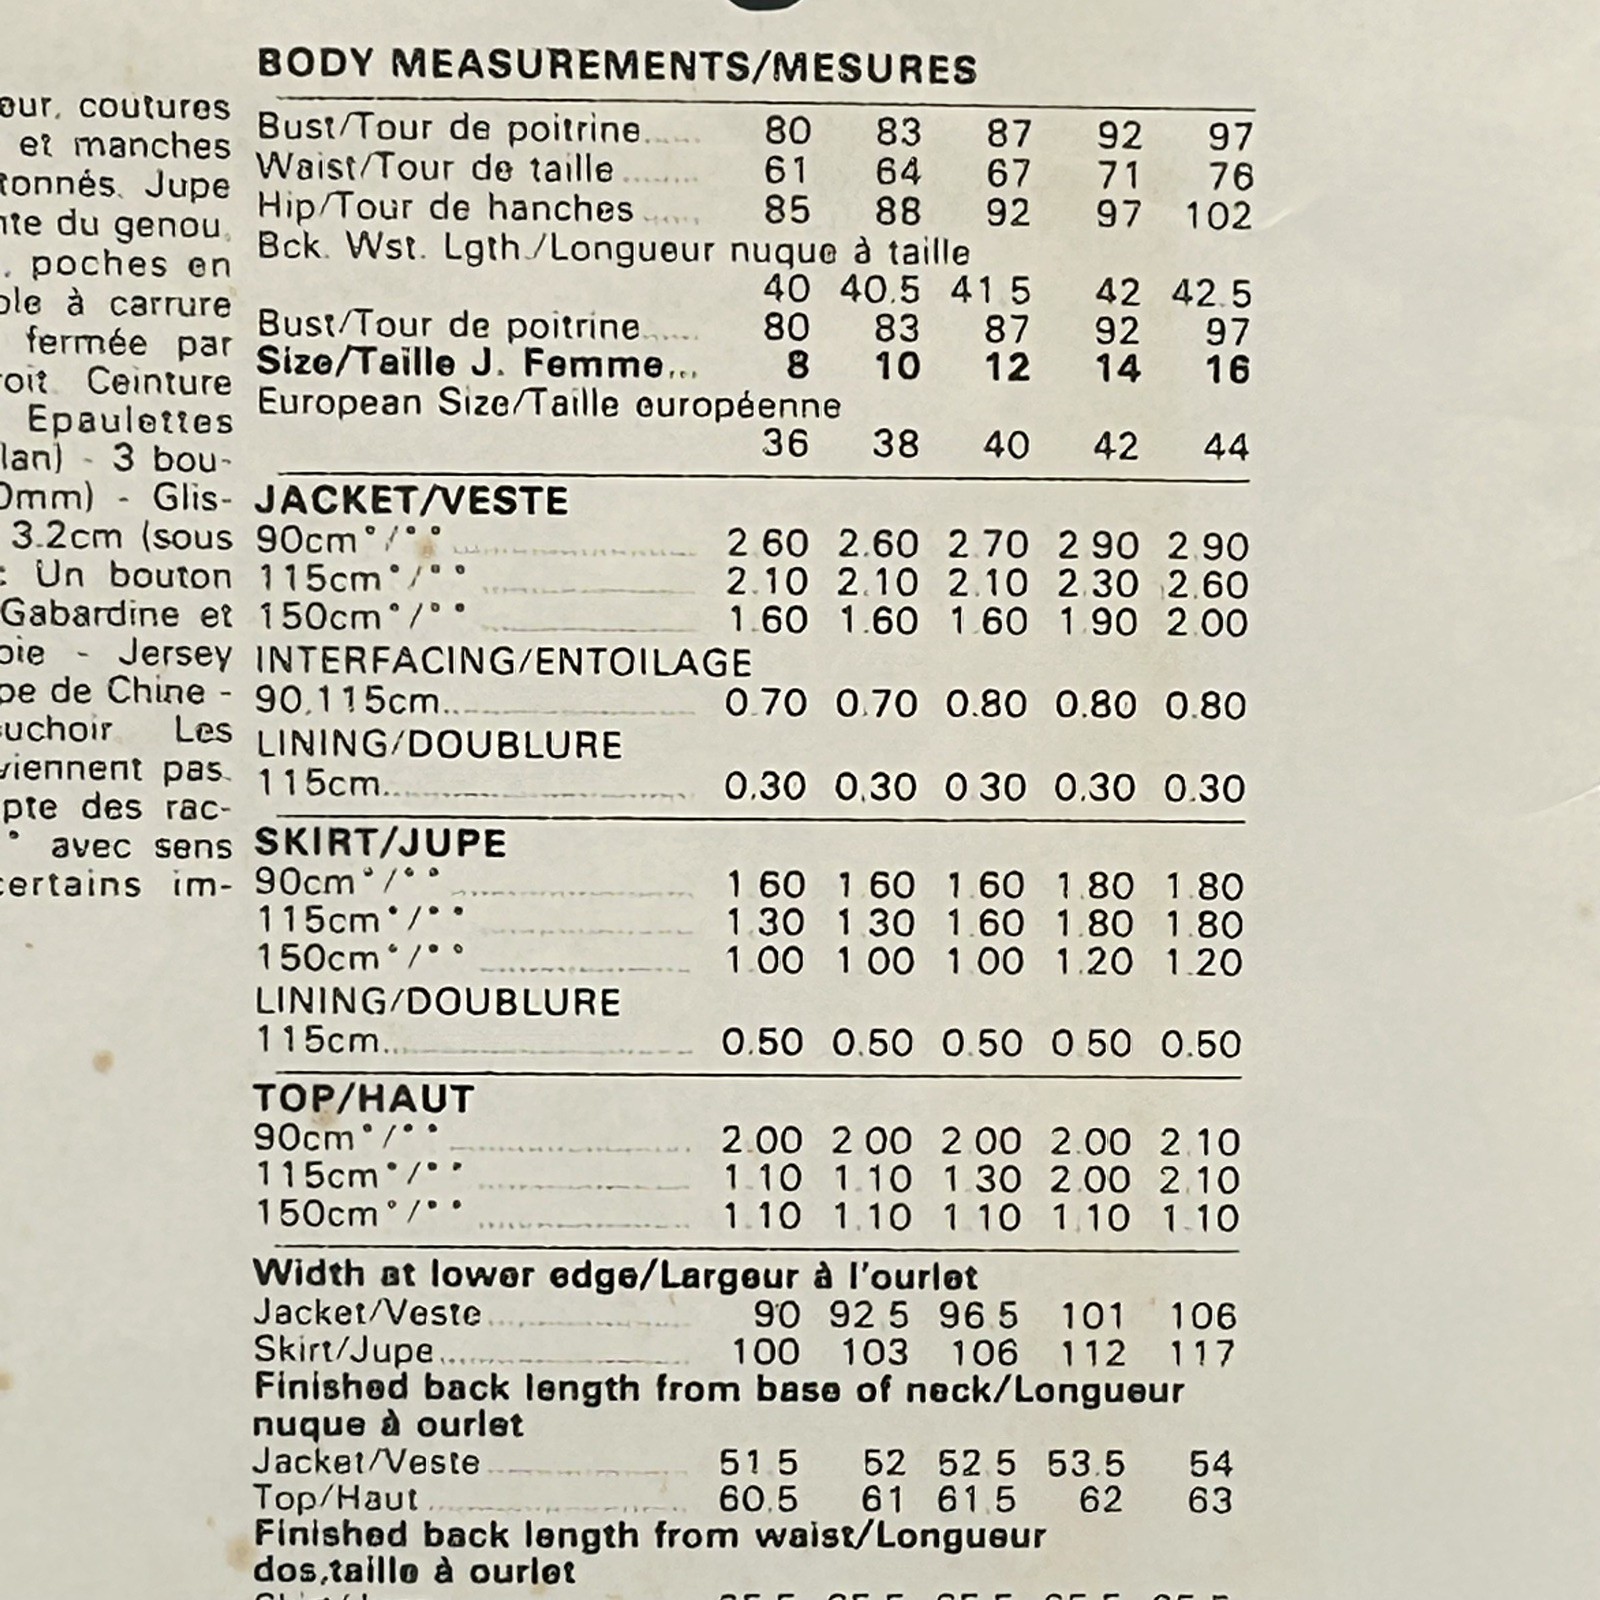 our, coutures
et manches
tonnés. Jupe
nte du genou.
. poches en
ple à carrure
fermée par
roit Ceinture
Epaulettes
lan) - 3 bou-
0mm) - Glis-
3.2cm (sous
: Un bouton
Gabardine et
oie - Jersey
pe de Chine -
ouchoir Les
viennent pas.
pte des rac-
* avec sens
certains im-
BODY MEASUREMENTS/MESURES
Bust/Tour de poitrine...... 80 83 87 92 97
Waist/Tour de taille ........ 61 64 67 71 76
Hip/Tour de hanches ...... 85 88 92 97 102
Bck. Wst. Lgth./Longueur nuque à taille
40 40.5 41.5 42 42.5
Bust/Tour de poitrine...... 80 83 87 92 97
Size/Taille J. Femme... 8 10 12 14 16
European Size/Taille européenne
36 38 40 42 44
JACKET/VESTE
90cm*/** 2.60 2.60 2.70 2.90 2.90
115cm*/** 2.10 2.10 2.10 2.30 2.60
150cm*/** 1.60 1.60 1.60 1.90 2.00
INTERFACING/ENTOILAGE
90,115cm 0.70 0.70 0.80 0.80 0.80
LINING/DOUBLURE
115cm 0.30 0.30 0.30 0.30 0.30
SKIRT/JUPE
90cm*/** 1.60 1.60 1.60 1.80 1.80
115cm*/** 1.30 1.30 1.60 1.80 1.80
150cm*/** 1.00 1.00 1.00 1.20 1.20
LINING/DOUBLURE
115cm 0.50 0.50 0.50 0.50 0.50
TOP/HAUT
90cm*/** 2.00 2.00 2.00 2.00 2.10
115cm*/** 1.10 1.10 1.30 2.00 2.10
150cm*/** 1.10 1.10 1.10 1.10 1.10
Width at lower edge/Largeur à l'ourlet
Jacket/Veste 90 92.5 96.5 101 106
Skirt/Jupe 100 103 106 112 117
Finished back length from base of neck/Longueur
nuque à ourlet
Jacket/Veste 51.5 52 52.5 53.5 54
Top/Haut 60.5 61 61.5 62 63
Finished back length from waist/Longueur
dos,taille à ourlet